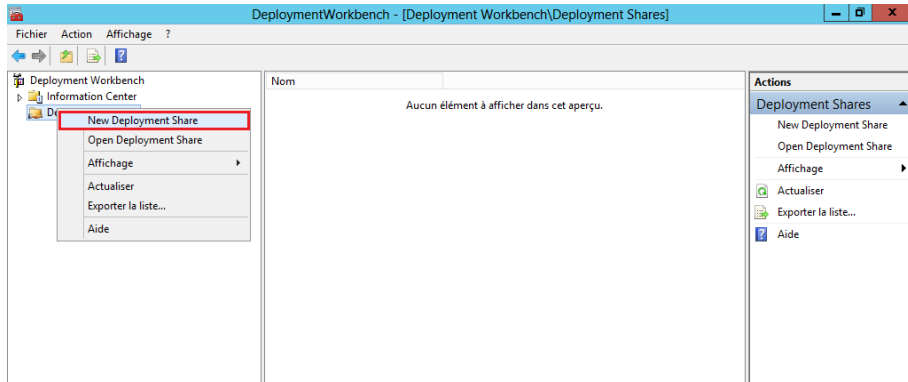 DeploymentWorkbench - [Deployment Workbench\Deployment Shares]
Fichier Action Affichage ?
Deployment Workbench
Information Center
New Deployment Share
Open Deployment Share
Affichage
Actualiser
Exporter la liste...
Aide
Nom
Aucun élément à afficher dans cet aperçu.
Actions
Deployment Shares
New Deployment Share
Open Deployment Share
Affichage
Actualiser
Exporter la liste...
Aide